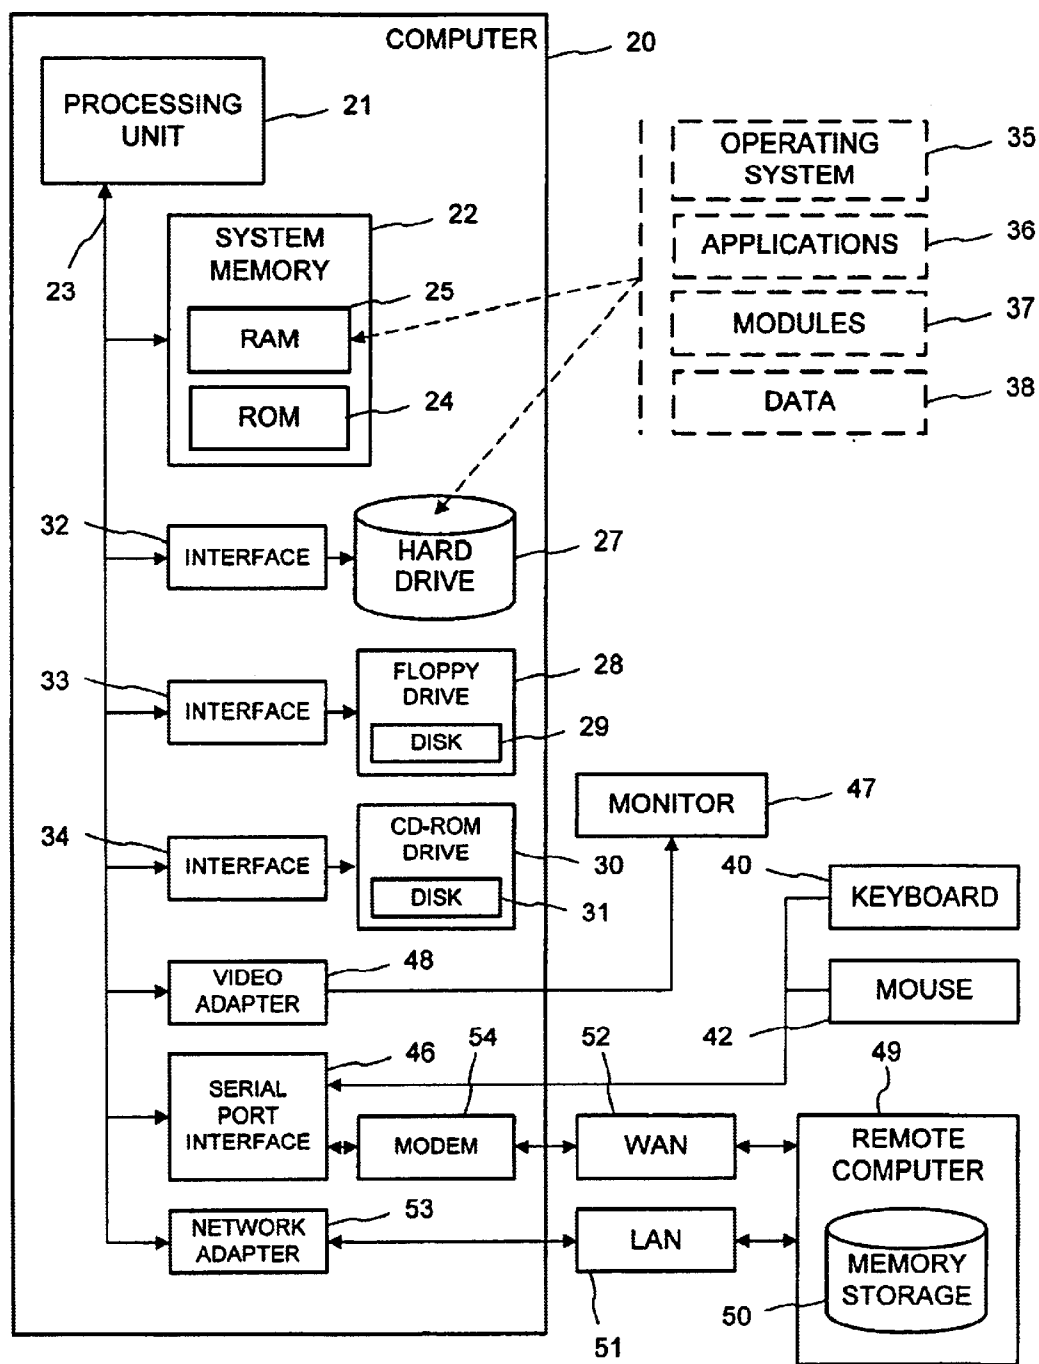 COMPUTER
20
PROCESSING
UNIT
21
23
SYSTEM
MEMORY
22
25
RAM
ROM
24
OPERATING
SYSTEM
35
APPLICATIONS
36
MODULES
37
DATA
38
32
INTERFACE
HARD
DRIVE
27
33
INTERFACE
FLOPPY
DRIVE
28
DISK
29
34
INTERFACE
CD-ROM
DRIVE
30
DISK
31
MONITOR
47
40
KEYBOARD
MOUSE
42
VIDEO
ADAPTER
48
SERIAL
PORT
INTERFACE
46
54
MODEM
52
WAN
49
REMOTE
COMPUTER
NETWORK
ADAPTER
53
LAN
51
MEMORY
STORAGE
50